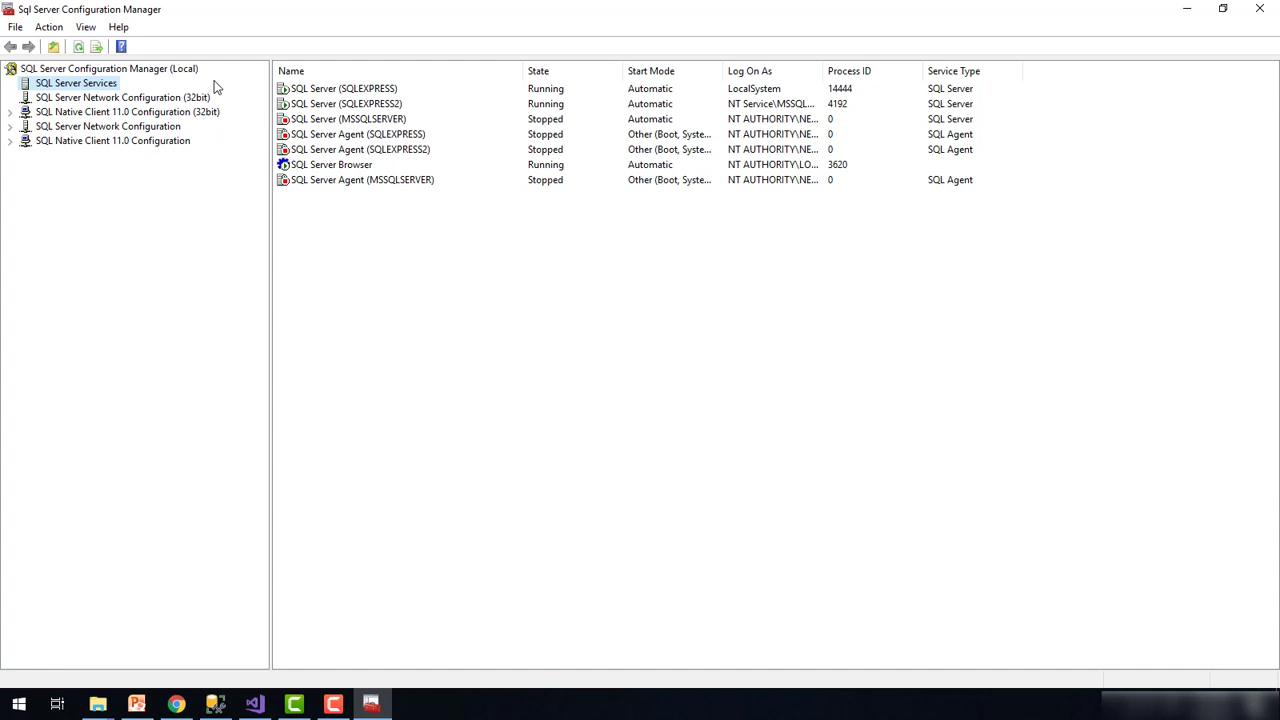 Sql Server Configuration Manager
File Action View Help
SQL Server Configuration Manager (Local)
SQL Server Services
SQL Server Network Configuration (32bit)
SQL Native Client 11.0 Configuration (32bit)
SQL Server Network Configuration
SQL Native Client 11.0 Configuration
Name State Start Mode Log On As Process ID Service Type
SQL Server (SQLEXPRESS) Running Automatic LocalSystem 14444 SQL Server
SQL Server (SQLEXPRESS2) Running Automatic NT Service\MSSQL... 4192 SQL Server
SQL Server (MSSQLSERVER) Stopped Automatic NT AUTHORITY\NE... 0 SQL Server
SQL Server Agent (SQLEXPRESS) Stopped Other (Boot, Syste... NT AUTHORITY\NE... 0 SQL Agent
SQL Server Agent (SQLEXPRESS2) Stopped Other (Boot, Syste... NT AUTHORITY\NE... 0 SQL Agent
SQL Server Browser Running Automatic NT AUTHORITY\LO... 3620
SQL Server Agent (MSSQLSERVER) Stopped Other (Boot, Syste... NT AUTHORITY\NE... 0 SQL Agent